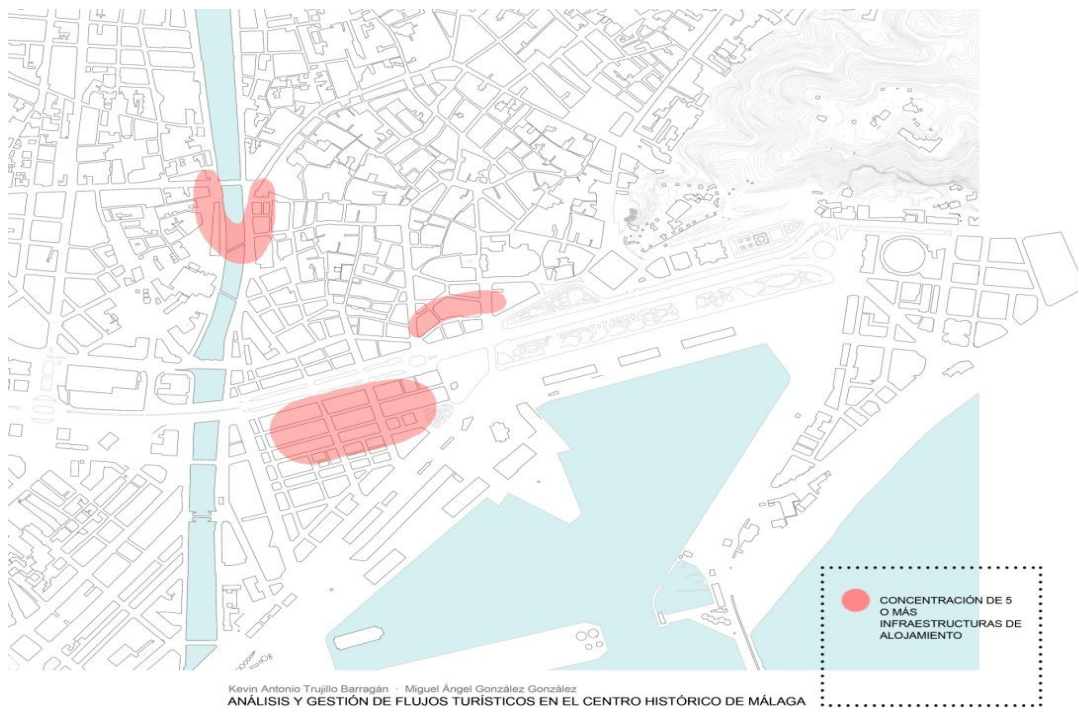 CONCENTRACIÓN DE 5
O MÁS
INFRAESTRUCTURAS DE
ALOJAMIENTO
Kevin Antonio Trujillo Barragán · Miguel Ángel González González
ANÁLISIS Y GESTIÓN DE FLUJOS TURÍSTICOS EN EL CENTRO HISTÓRICO DE MÁLAGA